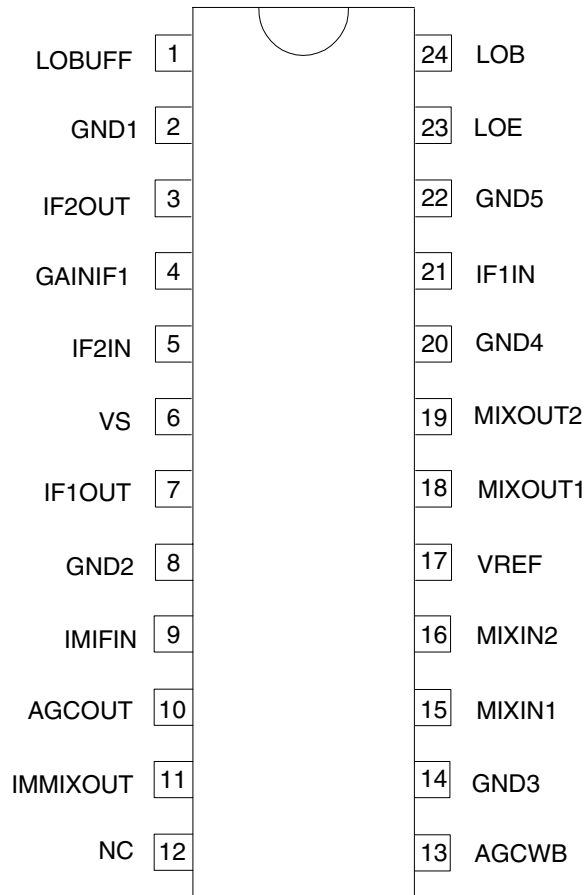 LOBUFF 1 24 LOB
GND1 2 23 LOE
IF2OUT 3 22 GND5
GAINIF1 4 21 IF1IN
IF2IN 5 20 GND4
VS 6 19 MIXOUT2
IF1OUT 7 18 MIXOUT1
GND2 8 17 VREF
IMIFIN 9 16 MIXIN2
AGCOUT 10 15 MIXIN1
IMMIXOUT 11 14 GND3
NC 12 13 AGCWB